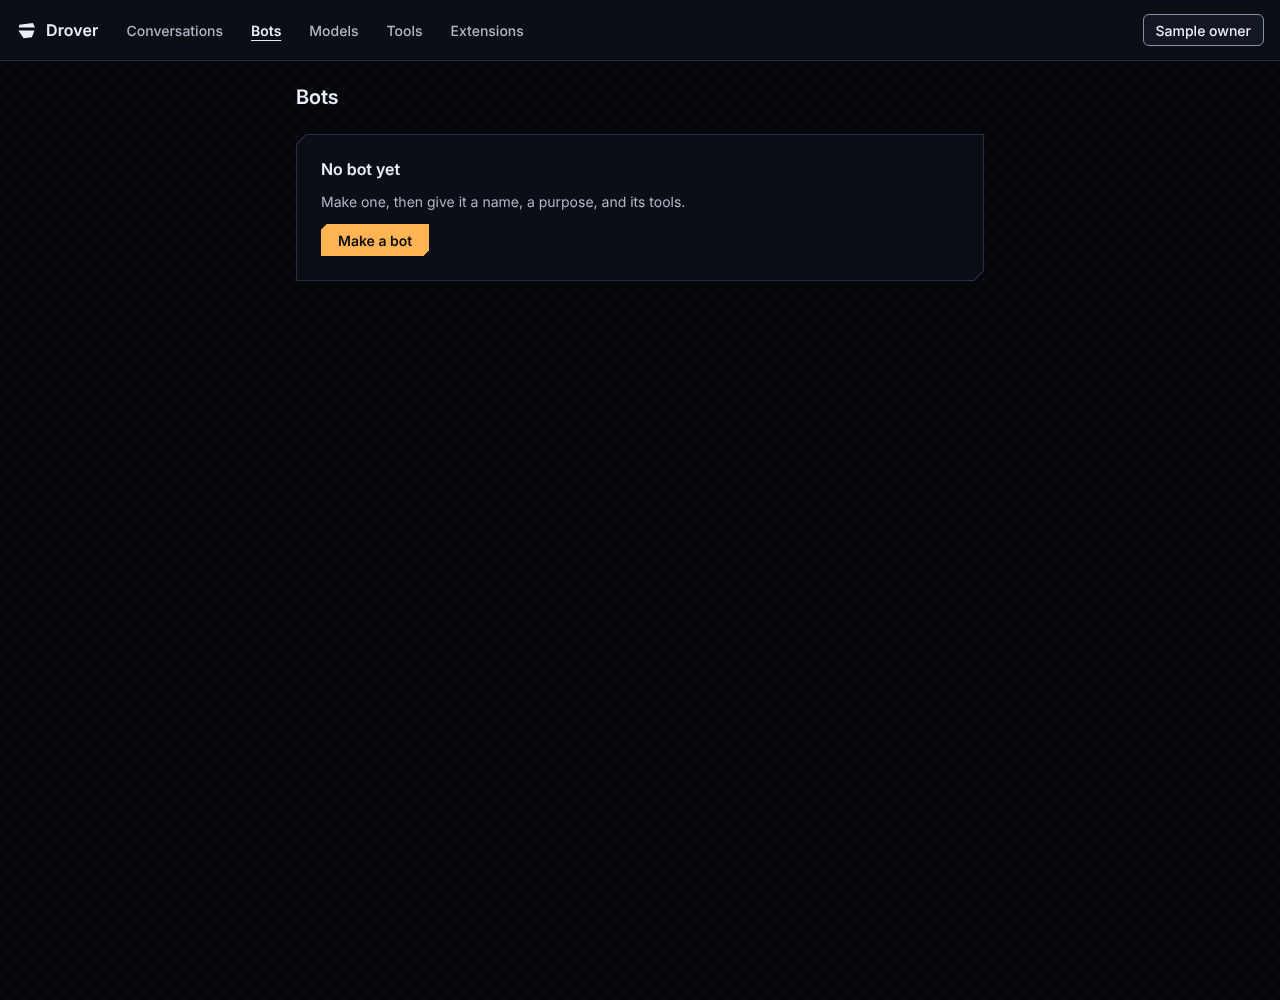 Drover
Conversations
Bots
Models
Tools
Extensions
Sample owner
Bots
No bot yet
Make one, then give it a name, a purpose, and its tools.
Make a bot